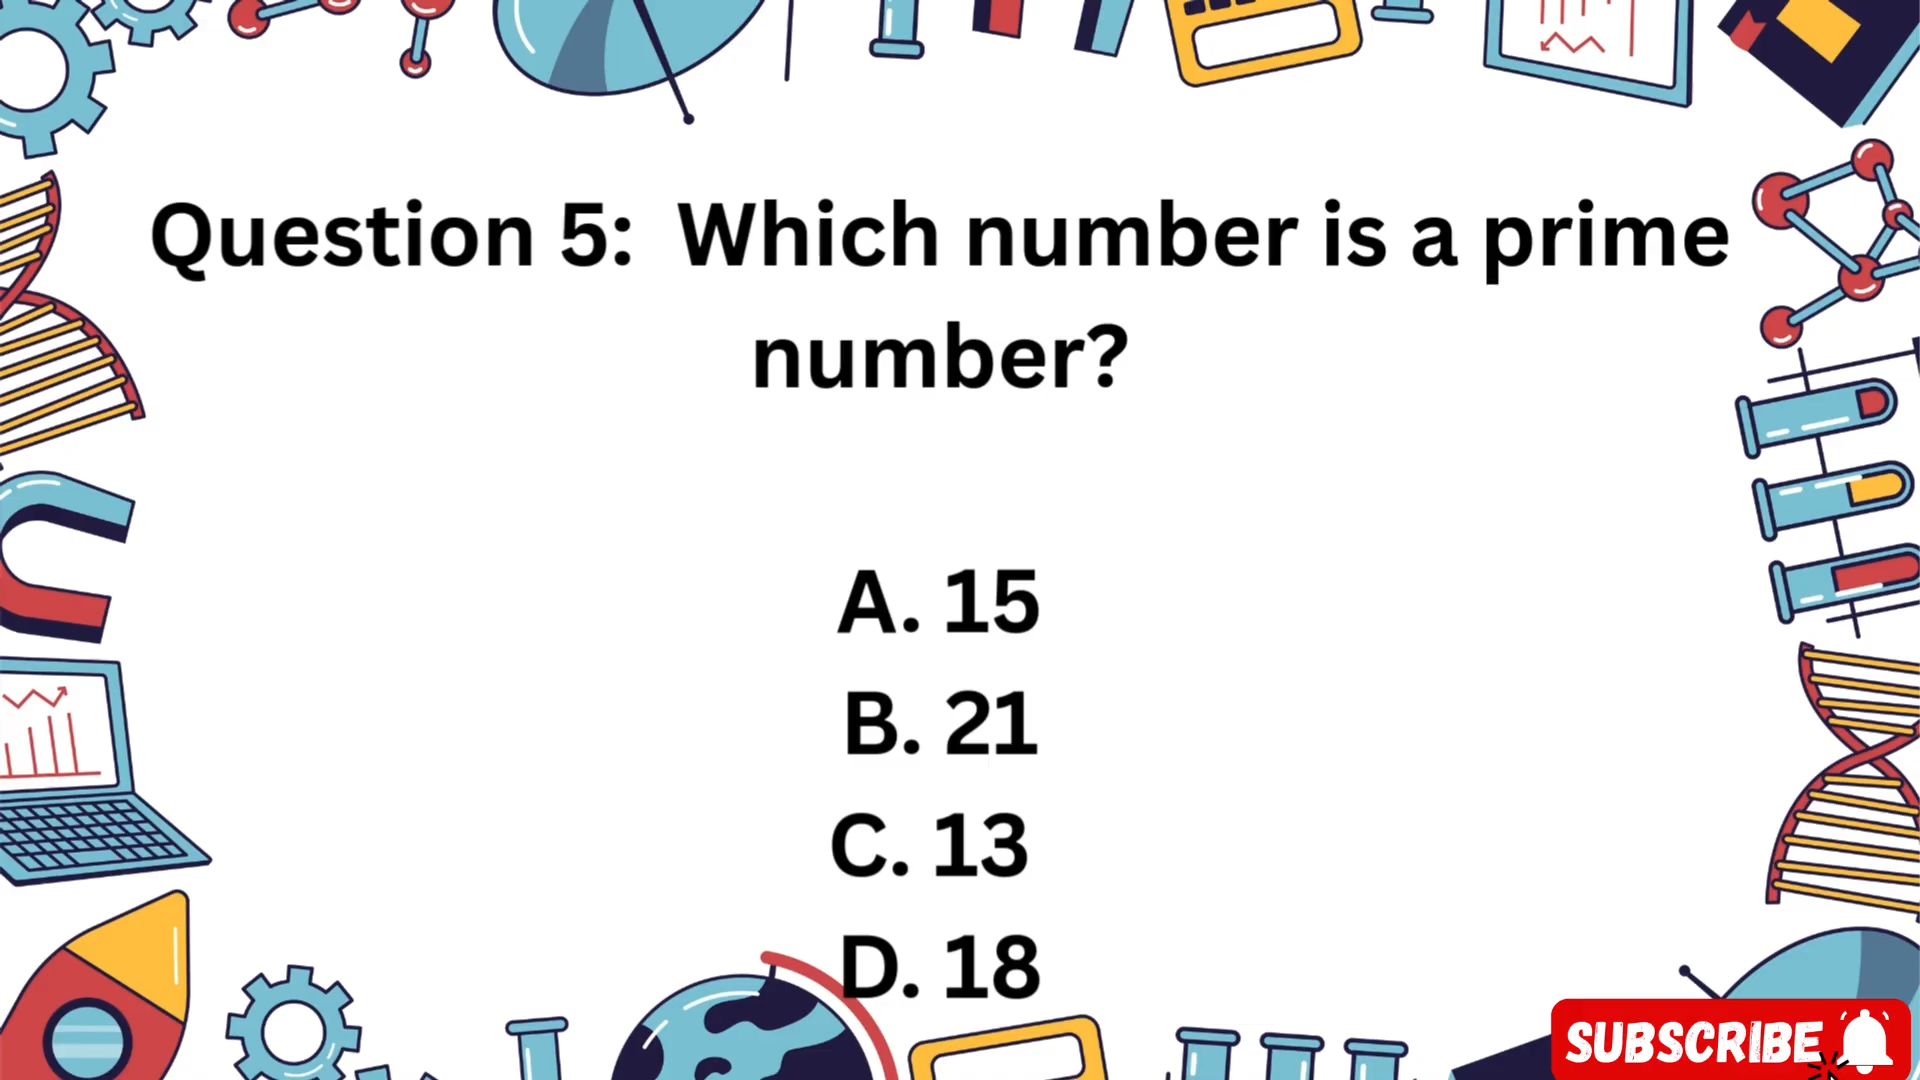 Question 5:  Which number is a prime
number?
A. 15
B. 21
C. 13
D. 18
SUBSCRIBE